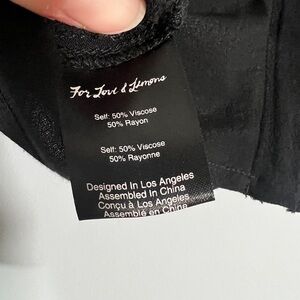 For Love & Lemons
Self: 50% Viscose
50% Rayon
Self: 50% Viscose
50% Rayonne
Designed In Los Angeles
Assembled In China
Conçu à Los Angeles
Assemblé en Chine